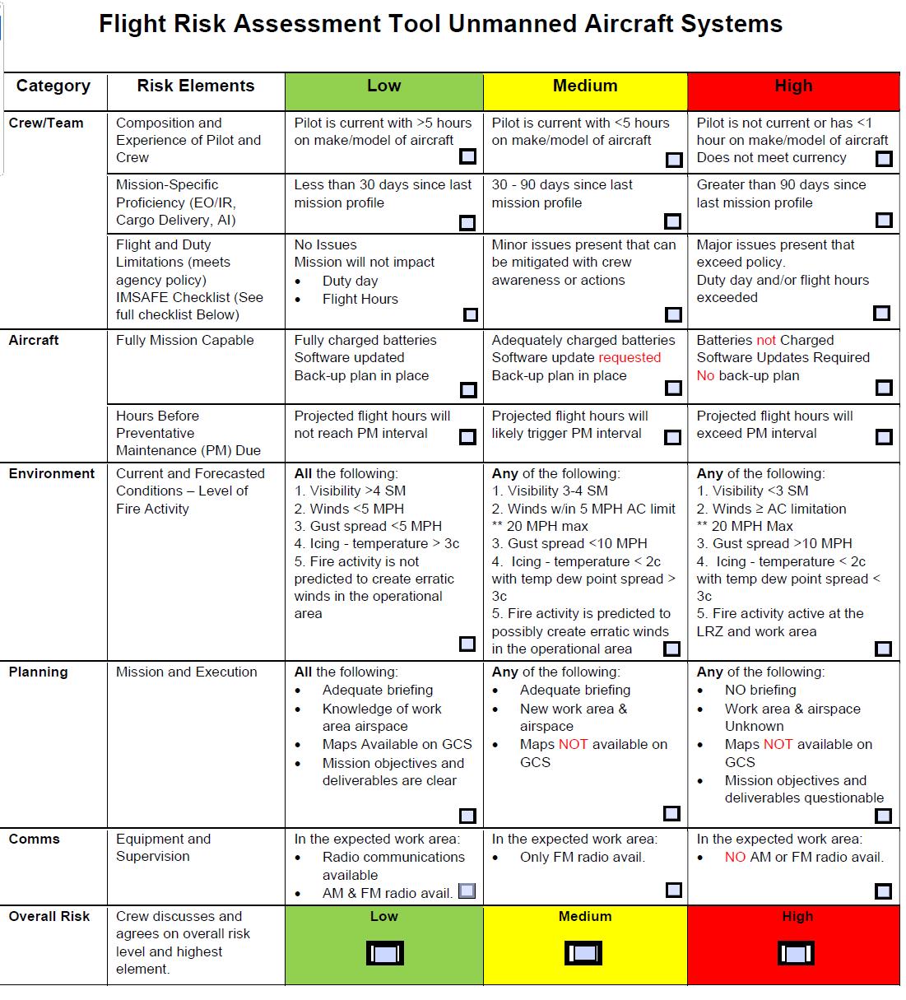 Flight Risk Assessment Tool Unmanned Aircraft Systems
Category
Risk Elements
Low
Medium
High
Crew/Team
Composition and
Experience of Pilot and
Crew
Pilot is current with >5 hours
on make/model of aircraft
Pilot is current with <5 hours
on make/model of aircraft
Pilot is not current or has <1
hour on make/model of aircraft
Does not meet currency
Mission-Specific
Proficiency (EO/IR,
Cargo Delivery, AI)
Less than 30 days since last
mission profile
30 - 90 days since last
mission profile
Greater than 90 days since
last mission profile
Flight and Duty
Limitations (meets
agency policy)
IMSAFE Checklist (See
full checklist Below)
No Issues
Mission will not impact
• Duty day
• Flight Hours
Minor issues present that can
be mitigated with crew
awareness or actions
Major issues present that
exceed policy.
Duty day and/or flight hours
exceeded
Aircraft
Fully Mission Capable
Fully charged batteries
Software updated
Back-up plan in place
Adequately charged batteries
Software update requested
Back-up plan in place
Batteries not Charged
Software Updates Required
No back-up plan
Hours Before
Preventative
Maintenance (PM) Due
Projected flight hours will
not reach PM interval
Projected flight hours will
likely trigger PM interval
Projected flight hours will
exceed PM interval
Environment
Current and Forecasted
Conditions – Level of
Fire Activity
All the following:
1. Visibility >4 SM
2. Winds <5 MPH
3. Gust spread <5 MPH
4. Icing - temperature > 3c
5. Fire activity is not
predicted to create erratic
winds in the operational
area
Any of the following:
1. Visibility 3-4 SM
2. Winds w/in 5 MPH AC limit
** 20 MPH max
3. Gust spread <10 MPH
4. Icing - temperature < 2c
with temp dew point spread >
3c
5. Fire activity is predicted to
possibly create erratic winds
in the operational area
Any of the following:
1. Visibility <3 SM
2. Winds ≥ AC limitation
** 20 MPH Max
3. Gust spread >10 MPH
4. Icing - temperature < 2c
with temp dew point spread <
3c
5. Fire activity active at the
LRZ and work area
Planning
Mission and Execution
All the following:
• Adequate briefing
• Knowledge of work
area airspace
• Maps Available on GCS
• Mission objectives and
deliverables are clear
Any of the following:
• Adequate briefing
• New work area &
airspace
• Maps NOT available on
GCS
Any of the following:
• NO briefing
• Work area & airspace
Unknown
• Maps NOT available on
GCS
• Mission objectives and
deliverables questionable
Comms
Equipment and
Supervision
In the expected work area:
• Radio communications
available
• AM & FM radio avail.
In the expected work area:
• Only FM radio avail.
In the expected work area:
• NO AM or FM radio avail.
Overall Risk
Crew discusses and
agrees on overall risk
level and highest
element.
Low
Medium
High